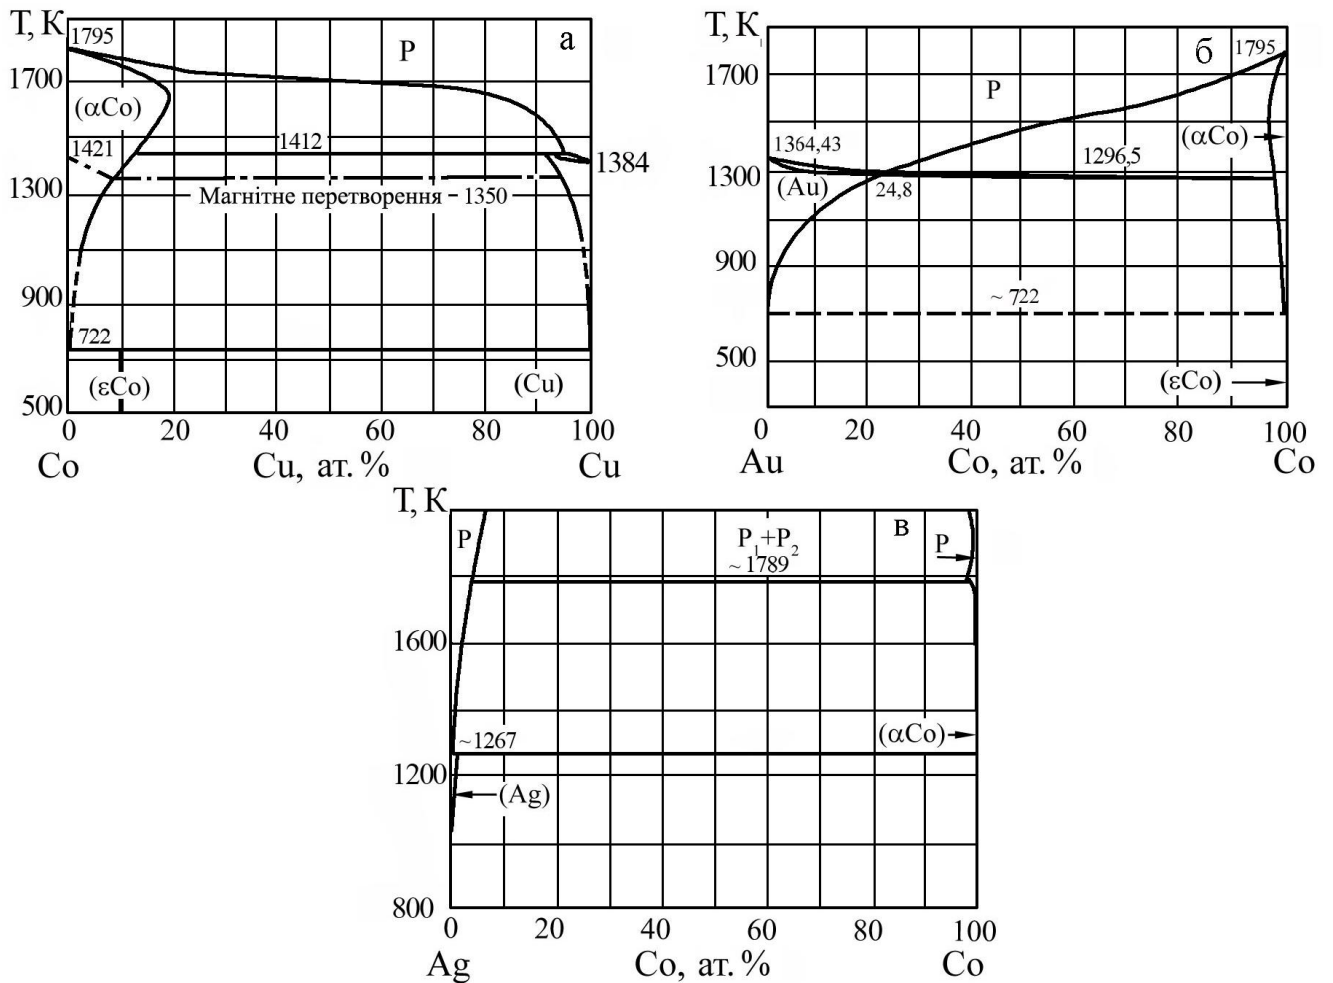 T, К
1795
P
а
1700
(αCo)
1421
1412
1384
1300
Магнітне перетворення - 1350
900
722
(εCo)
(Cu)
500
0 20 40 60 80 100
Co Cu, ат. % Cu
T, К
1795
б
1700
P
(αCo)
1364,43
1296,5
1300
(Au)
24,8
900
~ 722
500
(εCo)
0 20 40 60 80 100
Au Co, ат. % Co
T, К
P
P₁+P₂
в
P
~ 1789
1600
(αCo)
~1267
1200
(Ag)
800
0 20 40 60 80 100
Ag Co, ат. % Co